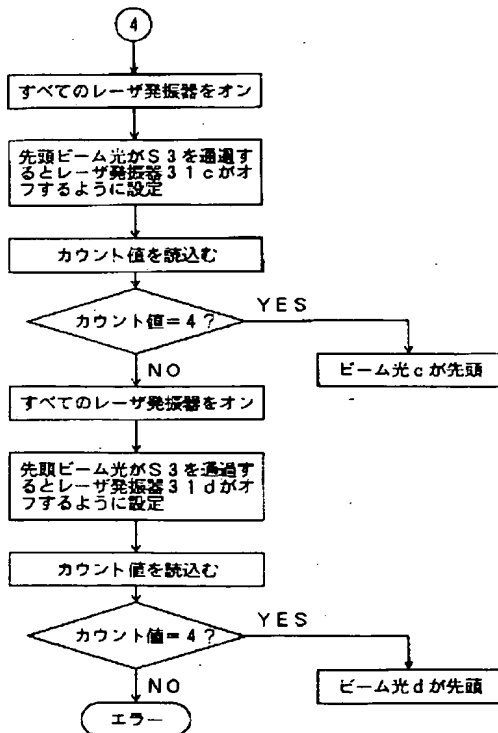 4
すべてのレーザ発振器をオン
先頭ビーム光がS3を通過す
るとレーザ発振器31cがオ
フするように設定
カウント値を読込む
カウント値=4?
YES
ビーム光cが先頭
NO
すべてのレーザ発振器をオン
先頭ビーム光がS3を通過す
るとレーザ発振器31dがオ
フするように設定
カウント値を読込む
カウント値=4?
YES
ビーム光dが先頭
NO
エラー